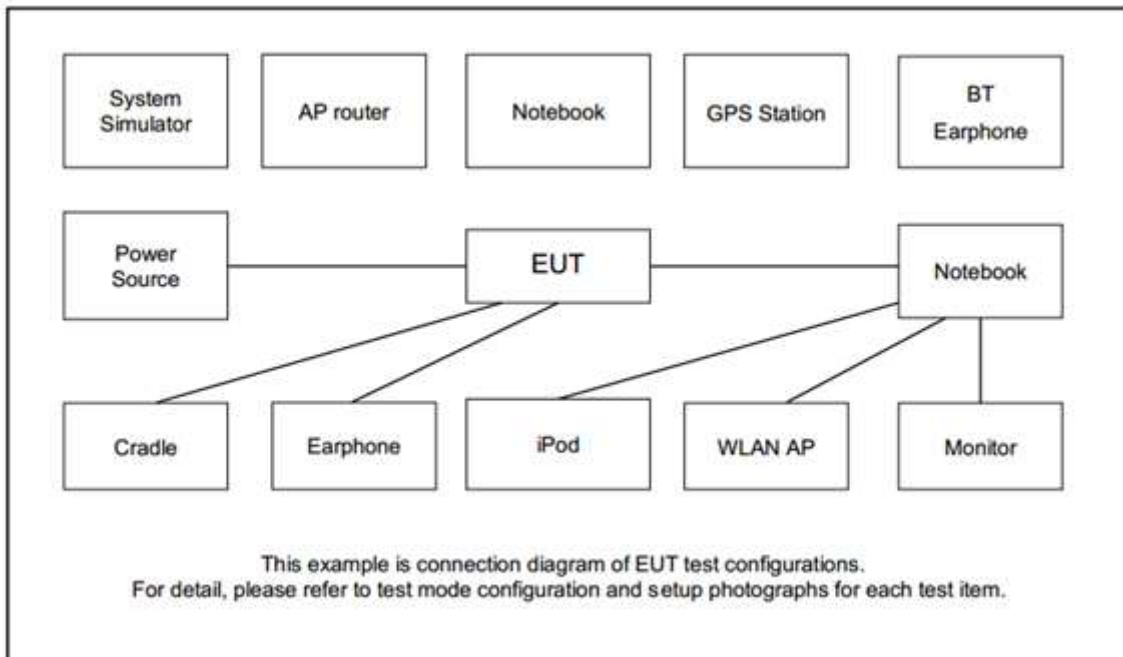 System
Simulator
AP router
Notebook
GPS Station
BT
Earphone
Power
Source
EUT
Notebook
Cradle
Earphone
iPod
WLAN AP
Monitor
This example is connection diagram of EUT test configurations.
For detail, please refer to test mode configuration and setup photographs for each test item.